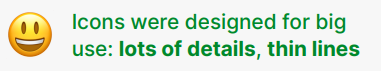 Icons were designed for big
use: lots of details, thin lines